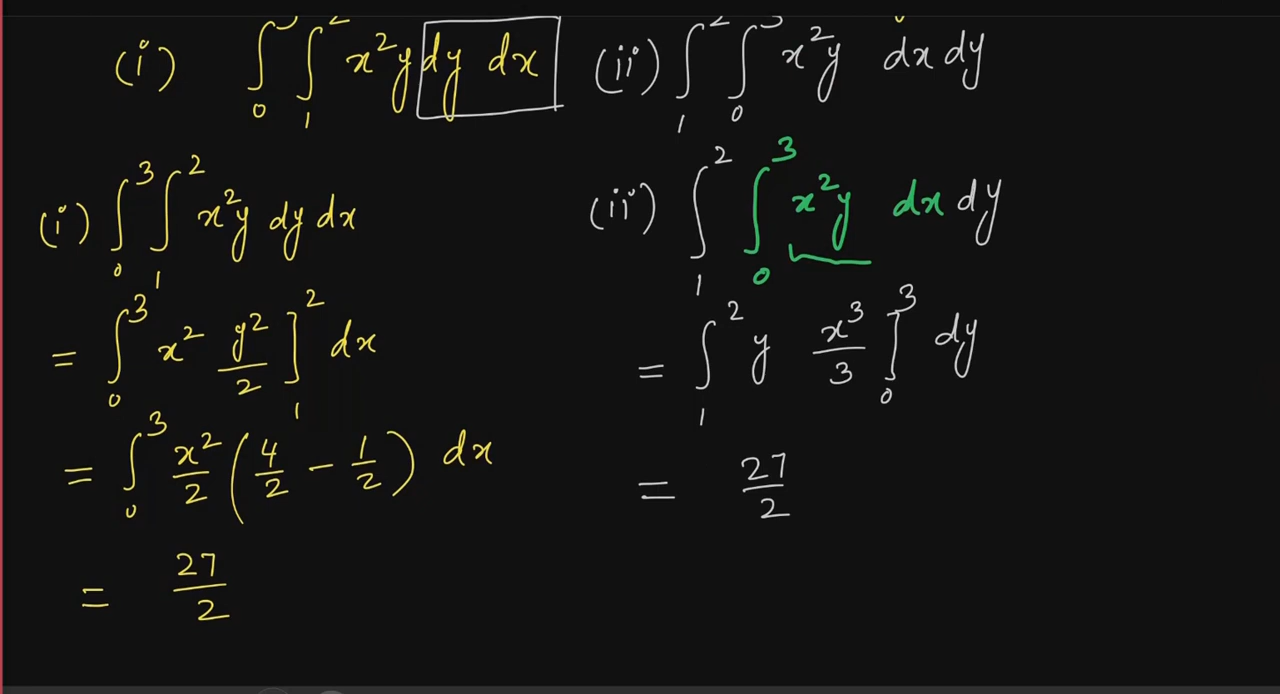 (i) ∫₀³ ∫₁² x²y dy dx
(ii) ∫₁² ∫₀³ x²y dx dy
(i) ∫₀³ ∫₁² x²y dy dx
= ∫₀³ x² y²/2 ]₁² dx
= ∫₀³ x²/2 (4/2 − 1/2) dx
= 27/2
(ii) ∫₁² ∫₀³ x²y dx dy
= ∫₁² y x³/3 ]₀³ dy
= 27/2